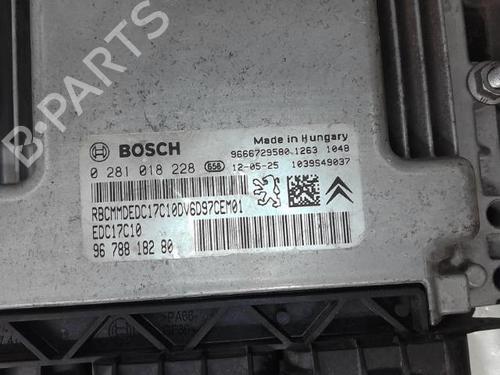 B-PARTS
BOSCH
Made in Hungary
9666729580 1263 1048
0 281 018 228 658 12-05-25 1039S49037
RBCMMDEDC17C10DV6D97CEM01
EDC17C10
96 788 182 80